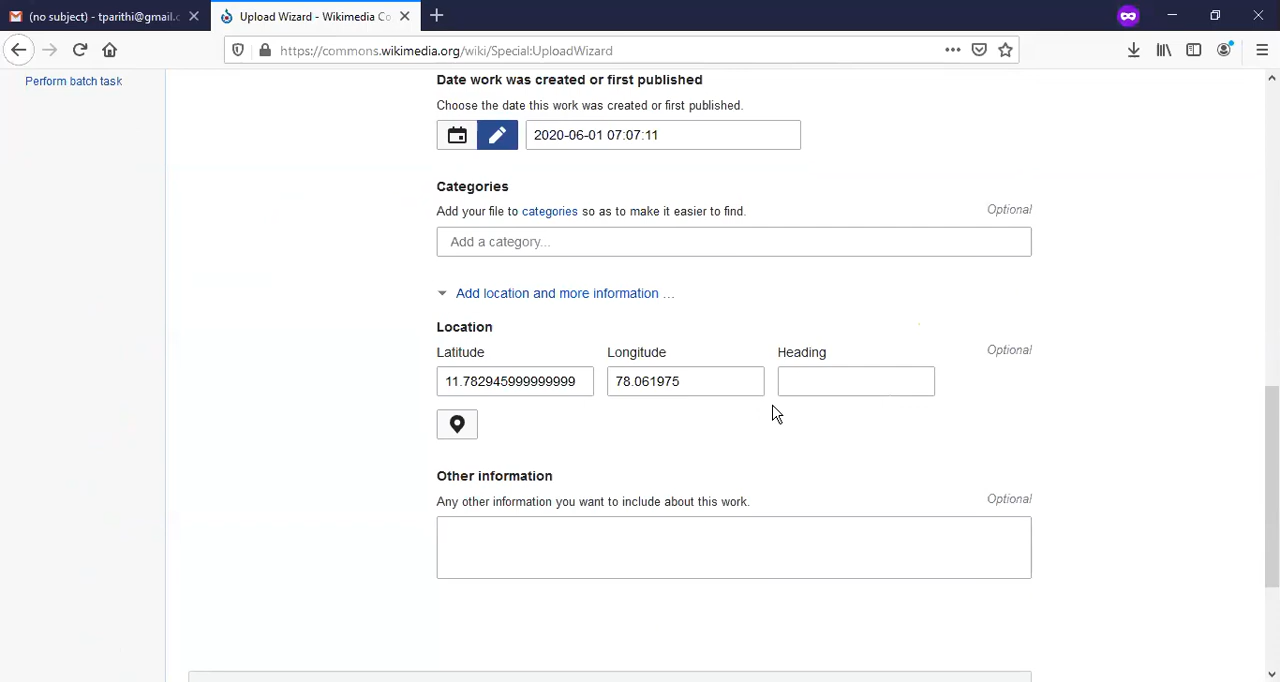 (no subject) - tparithi@gmail.c
Upload Wizard - Wikimedia Co
https://commons.wikimedia.org/wiki/Special:UploadWizard
Perform batch task
Date work was created or first published
Choose the date this work was created or first published.
2020-06-01 07:07:11
Categories
Add your file to categories so as to make it easier to find.
Optional
Add a category...
Add location and more information ...
Location
Latitude Longitude Heading Optional
11.782945999999999 78.061975
Other information
Any other information you want to include about this work. Optional